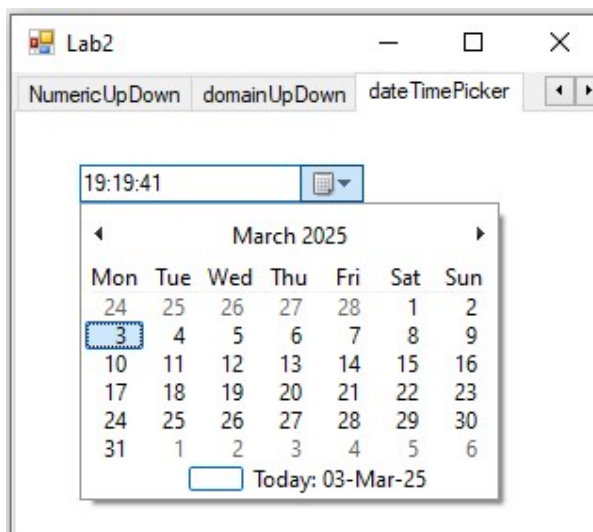 Lab2
NumericUpDown domainUpDown dateTimePicker
19:19:41
March 2025
Mon Tue Wed Thu Fri Sat Sun
24 25 26 27 28 1 2
3 4 5 6 7 8 9
10 11 12 13 14 15 16
17 18 19 20 21 22 23
24 25 26 27 28 29 30
31 1 2 3 4 5 6
Today: 03-Mar-25